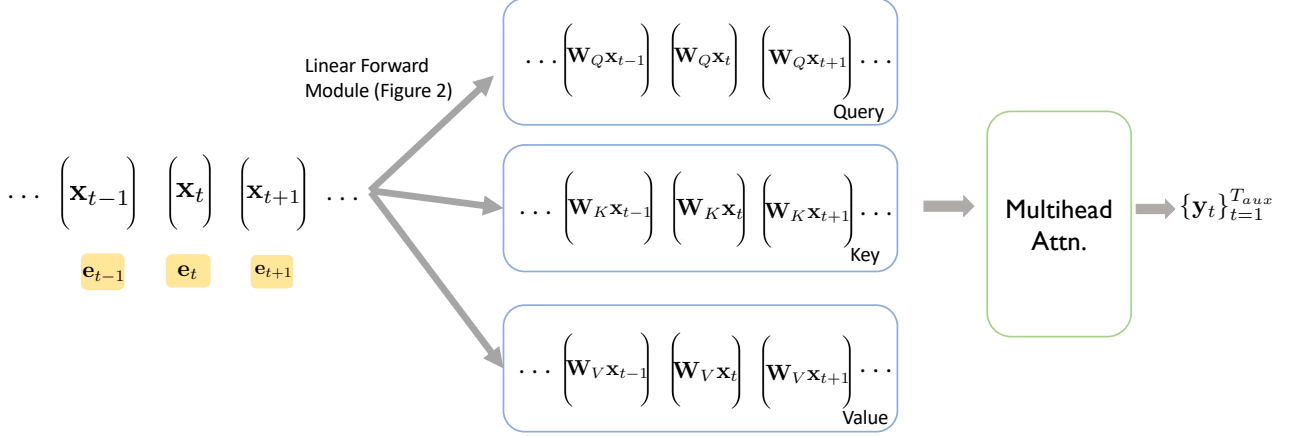 Linear Forward
Module (Figure 2)
… (x_{t−1}) (x_t) (x_{t+1}) …
e_{t−1} e_t e_{t+1}
… (W_Q x_{t−1}) (W_Q x_t) (W_Q x_{t+1}) …
Query
… (W_K x_{t−1}) (W_K x_t) (W_K x_{t+1}) …
Key
… (W_V x_{t−1}) (W_V x_t) (W_V x_{t+1}) …
Value
Multihead
Attn.
{y_t}_{t=1}^{T_{aux}}